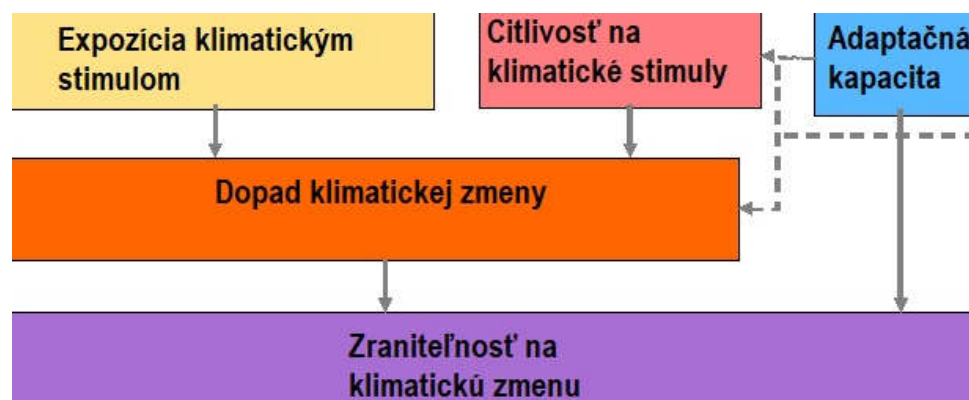 Expozícia klimatickým
stimulom
Citlivosť na
klimatické stimuly
Adaptačná
kapacita
Dopad klimatickej zmeny
Zraniteľnosť na
klimatickú zmenu